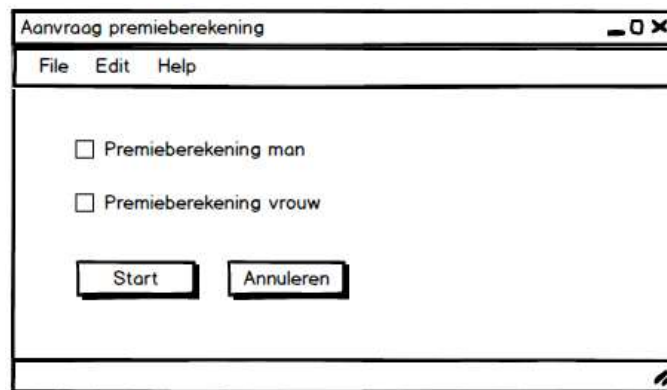 Aanvraag premieberekening
File Edit Help
Premieberekening man
Premieberekening vrouw
Start Annuleren